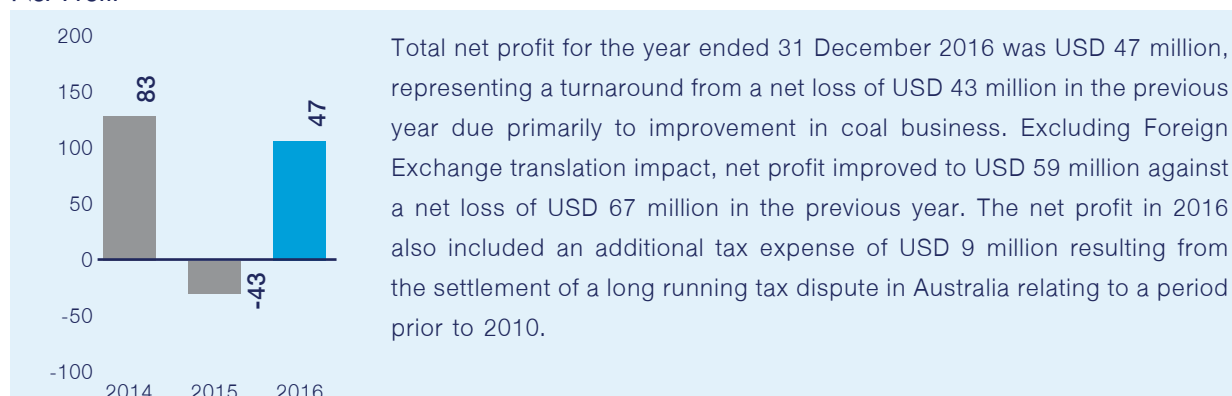 200
150
100
50
0
-50
-100
83
-43
47
2014 2015 2016
Total net profit for the year ended 31 December 2016 was USD 47 million,
representing a turnaround from a net loss of USD 43 million in the previous
year due primarily to improvement in coal business. Excluding Foreign
Exchange translation impact, net profit improved to USD 59 million against
a net loss of USD 67 million in the previous year. The net profit in 2016
also included an additional tax expense of USD 9 million resulting from
the settlement of a long running tax dispute in Australia relating to a period
prior to 2010.